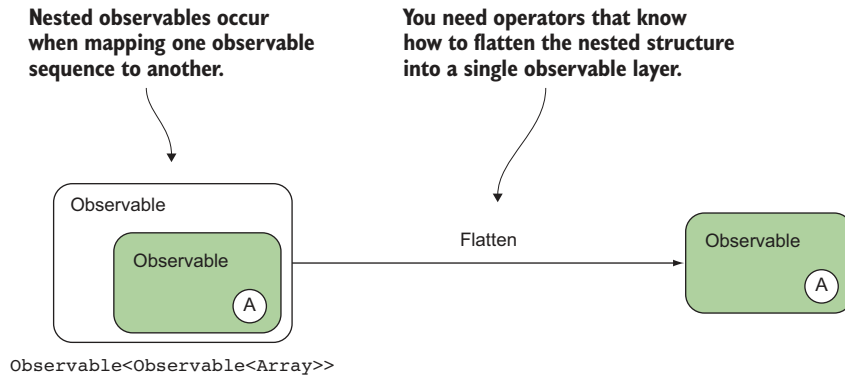 Nested observables occur
when mapping one observable
sequence to another.
You need operators that know
how to flatten the nested structure
into a single observable layer.
Observable
Observable
A
Flatten
Observable
A
Observable<Observable<Array>>